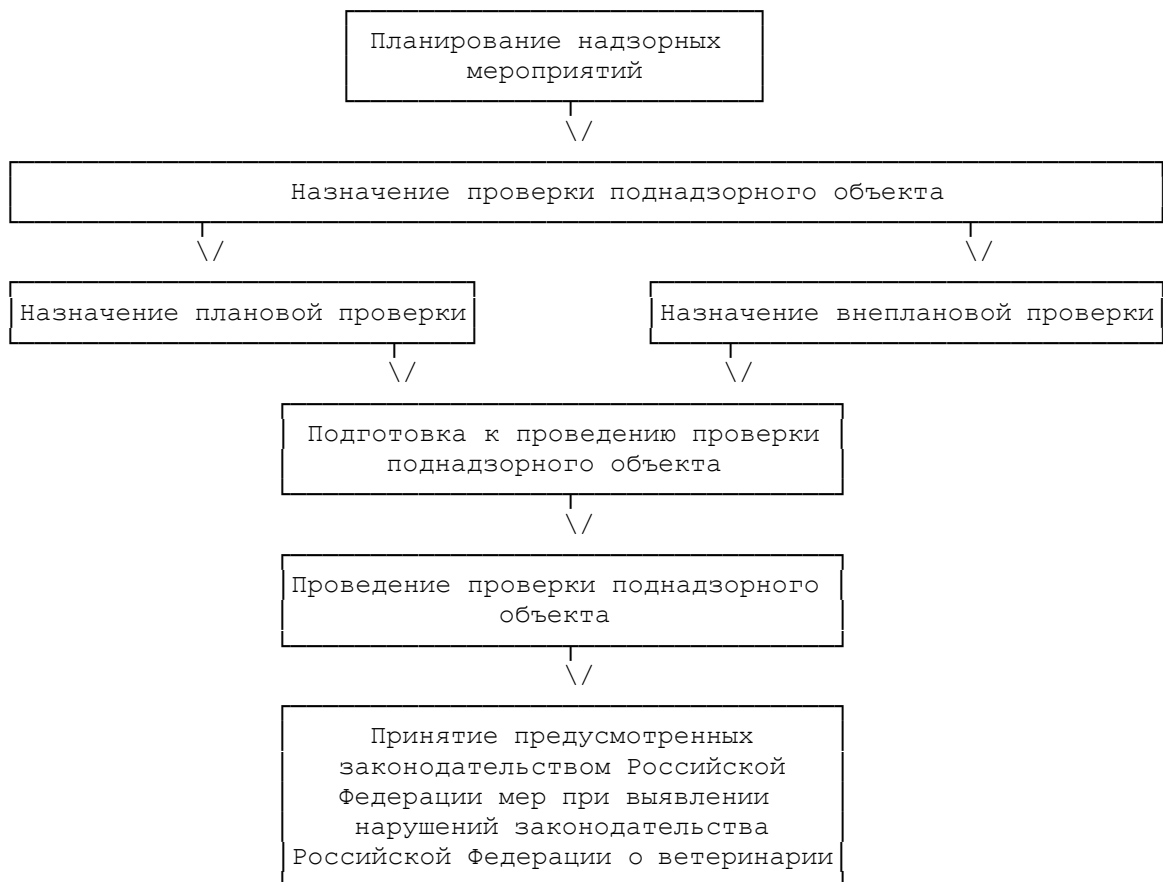 Планирование надзорных
мероприятий
\/
Назначение проверки поднадзорного объекта
\/ \/
Назначение плановой проверки Назначение внеплановой проверки
\/ \/
Подготовка к проведению проверки
поднадзорного объекта
\/
Проведение проверки поднадзорного
объекта
\/
Принятие предусмотренных
законодательством Российской
Федерации мер при выявлении
нарушений законодательства
Российской Федерации о ветеринарии